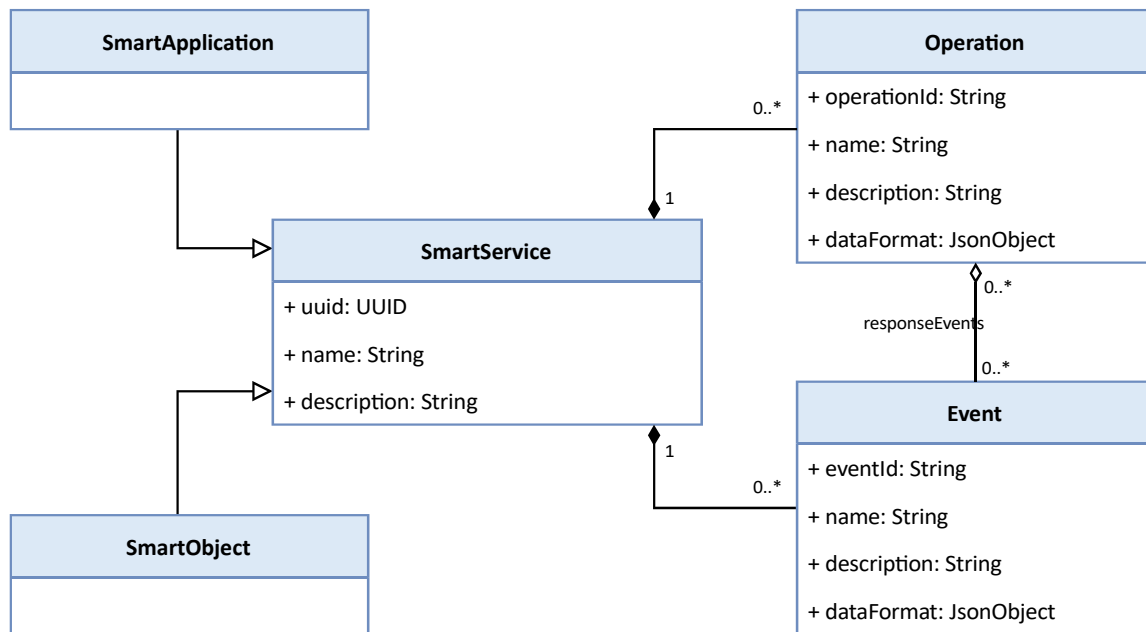 SmartApplication
Operation
+ operationId: String
+ name: String
+ description: String
+ dataFormat: JsonObject
0..*
1
SmartService
+ uuid: UUID
+ name: String
+ description: String
0..*
responseEvents
0..*
1
0..*
Event
+ eventId: String
+ name: String
+ description: String
+ dataFormat: JsonObject
SmartObject